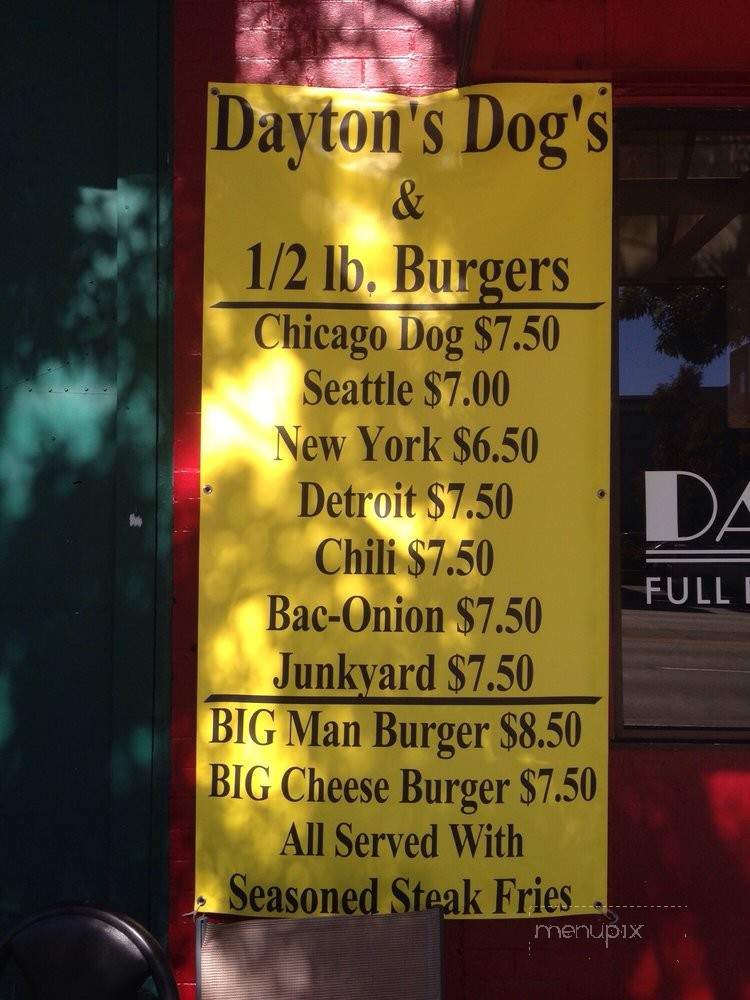 Dayton's Dog's
&
1/2 lb. Burgers
Chicago Dog $7.50
Seattle $7.00
New York $6.50
Detroit $7.50
Chili $7.50
Bac-Onion $7.50
Junkyard $7.50
BIG Man Burger $8.50
BIG Cheese Burger $7.50
All Served With
Seasoned Steak Fries
DA
FULL
menupix